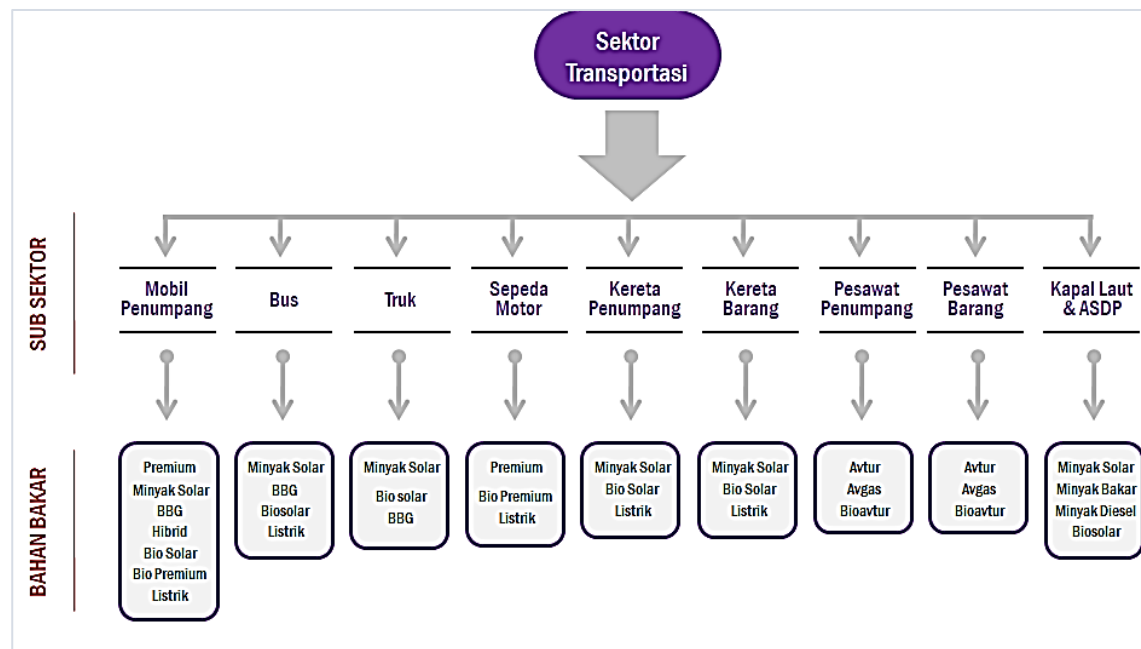 Sektor
Transportasi
SUB SEKTOR
Mobil
Penumpang
Bus
Truk
Sepeda
Motor
Kereta
Penumpang
Kereta
Barang
Pesawat
Penumpang
Pesawat
Barang
Kapal Laut
& ASDP
BAHAN BAKAR
Premium
Minyak Solar
BBG
Hibrid
Bio Solar
Bio Premium
Listrik
Minyak Solar
BBG
Biosolar
Listrik
Minyak Solar
Bio solar
BBG
Premium
Bio Premium
Listrik
Minyak Solar
Bio Solar
Listrik
Minyak Solar
Bio Solar
Listrik
Avtur
Avgas
Bioavtur
Avtur
Avgas
Bioavtur
Minyak Solar
Minyak Bakar
Minyak Diesel
Biosolar